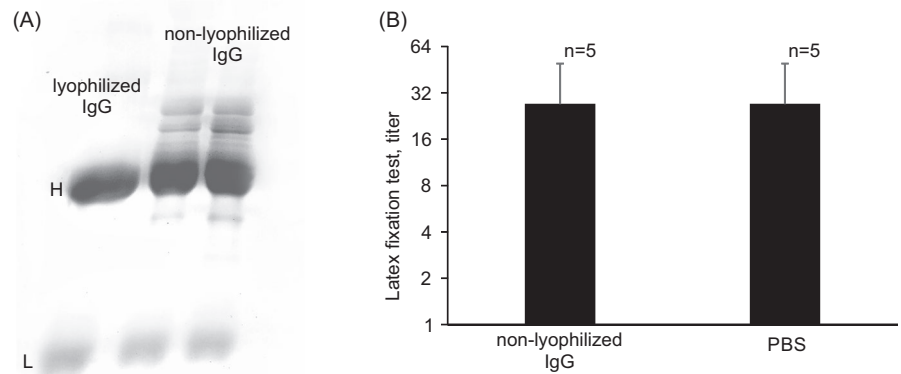 (A)
non-lyophilized
IgG
lyophilized
IgG
H
L
(B)
Latex fixation test, titer
64
32
16
8
4
2
1
n=5
n=5
non-lyophilized
IgG
PBS